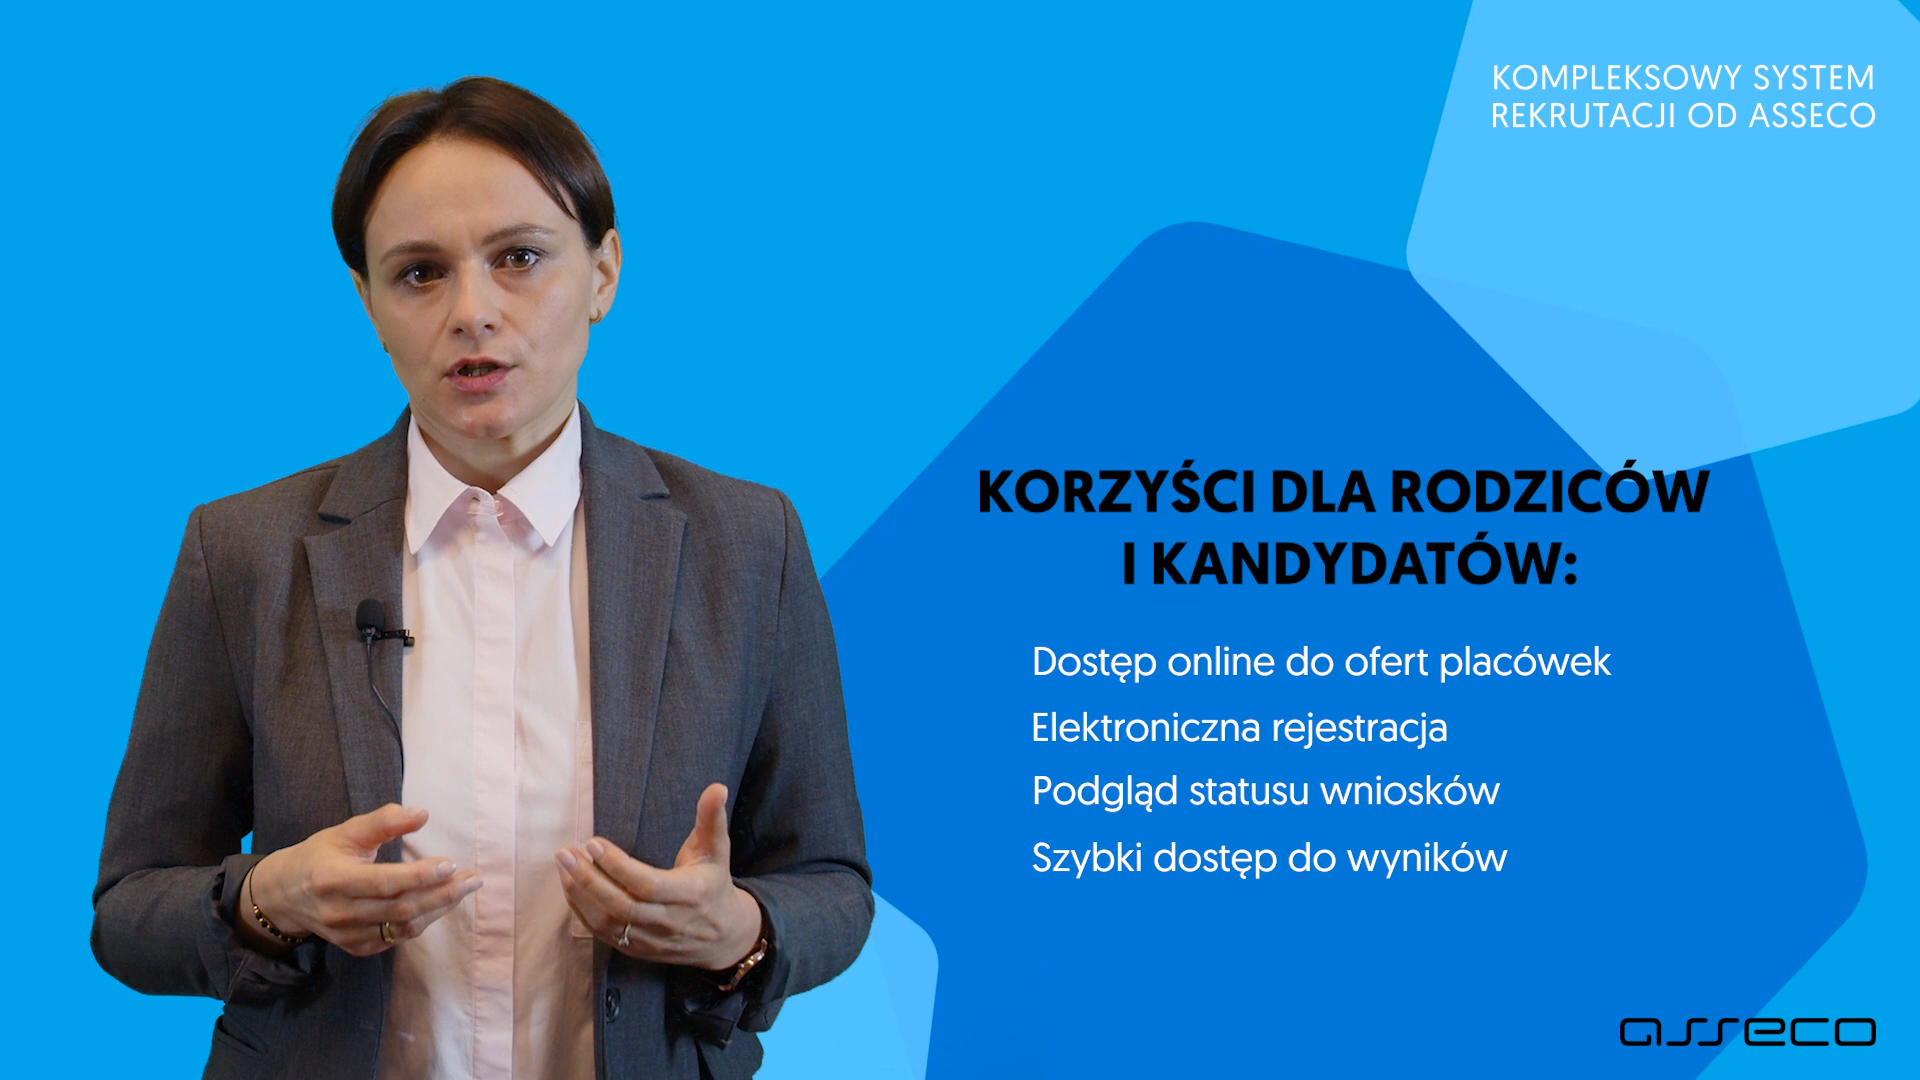 KOMPLEKSOWY SYSTEM
REKRUTACJI OD ASSECO
KORZYŚCI DLA RODZICÓW
I KANDYDATÓW:
Dostęp online do ofert placówek
Elektroniczna rejestracja
Podgląd statusu wniosków
Szybki dostęp do wyników
asseco